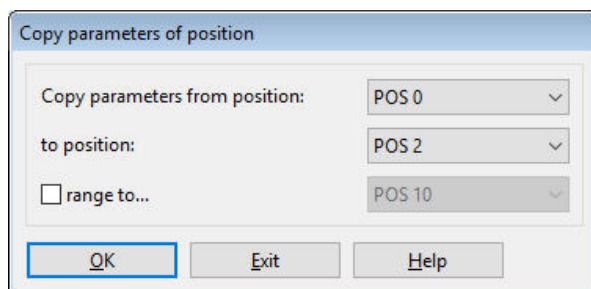 Copy parameters of position
Copy parameters from position: POS 0
to position: POS 2
range to... POS 10
OK Exit Help